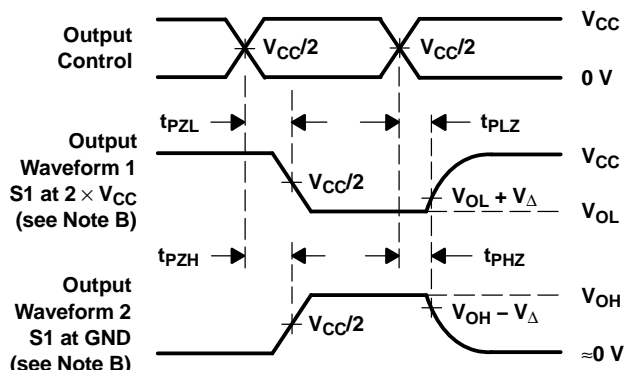 Output
Control
V_CC/2
V_CC/2
V_CC
0 V
t_PZL
t_PLZ
Output
Waveform 1
S1 at 2 × V_CC
(see Note B)
V_CC/2
V_OL + V_Δ
V_CC
V_OL
t_PZH
t_PHZ
Output
Waveform 2
S1 at GND
(see Note B)
V_CC/2
V_OH − V_Δ
V_OH
≈0 V